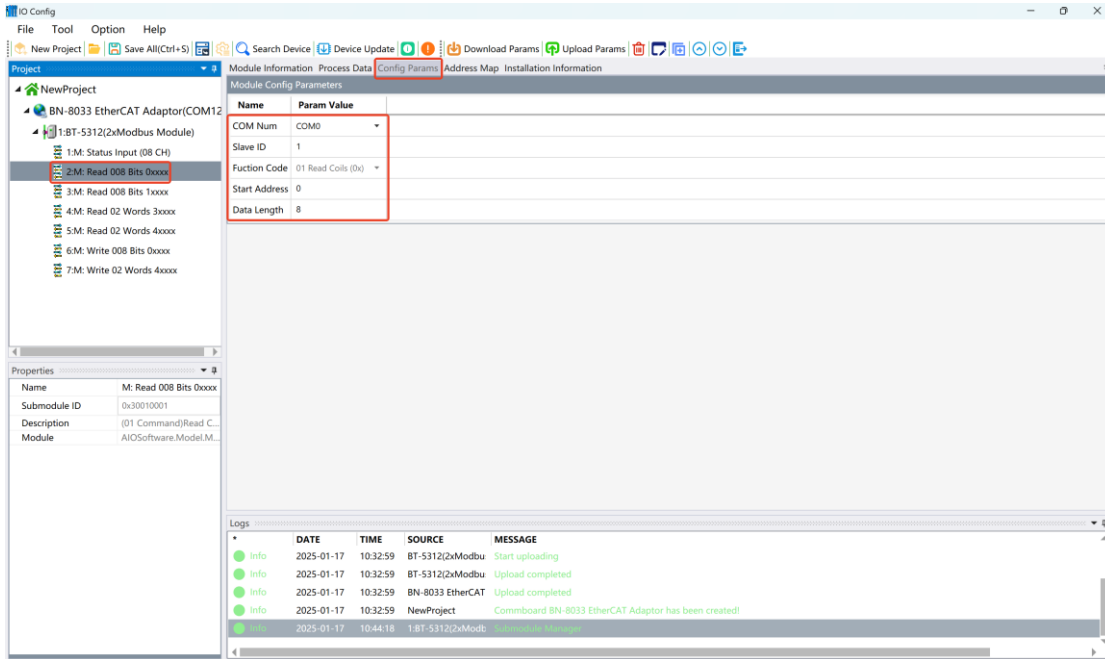 IO Config
File Tool Option Help
New Project Save All(Ctrl+S) Search Device Device Update Download Params Upload Params
Project
NewProject
BN-8033 EtherCAT Adaptor(COM12
1:BT-5312(2xModbus Module)
1:M: Status Input (08 CH)
2:M: Read 008 Bits 0xxxx
3:M: Read 008 Bits 1xxxx
4:M: Read 02 Words 3xxxx
5:M: Read 02 Words 4xxxx
6:M: Write 008 Bits 0xxxx
7:M: Write 02 Words 4xxxx
Properties
Name M: Read 008 Bits 0xxxx
Submodule ID 0x30010001
Description (01 Command)Read C...
Module AIOSoftware.Model.M...
Module Information Process Data Config Params Address Map Installation Information
Module Config Parameters
Name Param Value
COM Num COM0
Slave ID 1
Fuction Code 01 Read Coils (0x)
Start Address 0
Data Length 8
Logs
* DATE TIME SOURCE MESSAGE
Info 2025-01-17 10:32:59 BT-5312(2xModbu: Start uploading
Info 2025-01-17 10:32:59 BT-5312(2xModbu: Upload completed
Info 2025-01-17 10:32:59 BN-8033 EtherCAT Upload completed
Info 2025-01-17 10:32:59 NewProject Commboard BN-8033 EtherCAT Adaptor has been created!
Info 2025-01-17 10:44:18 1:BT-5312(2xModb Submodule Manager